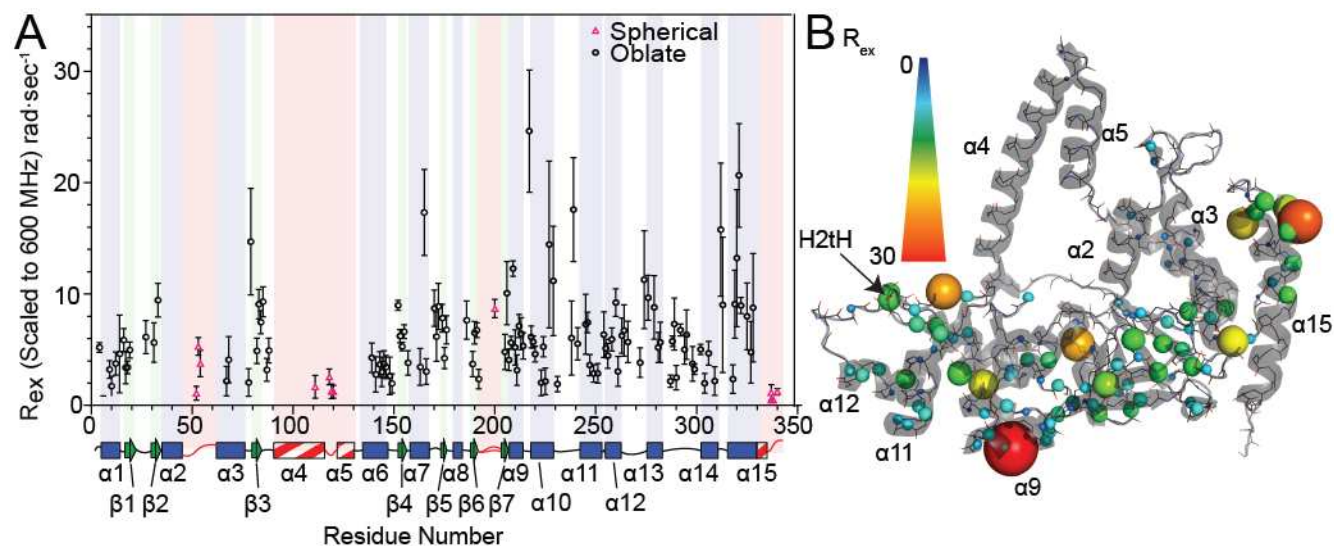 A
Rex (Scaled to 600 MHz) rad·sec-1
30
20
10
0
Spherical
Oblate
0 50 100 150 200 250 300 350
α1 α2 α3 α4 α5 α6 α7 α8 α9 α11 α13 α14 α15
β1 β2 β3 β4 β5 β6 β7 α10 α12
Residue Number
B
Rex
0
30
H2tH
α4
α5
α3
α2
α15
α12
α11
α9